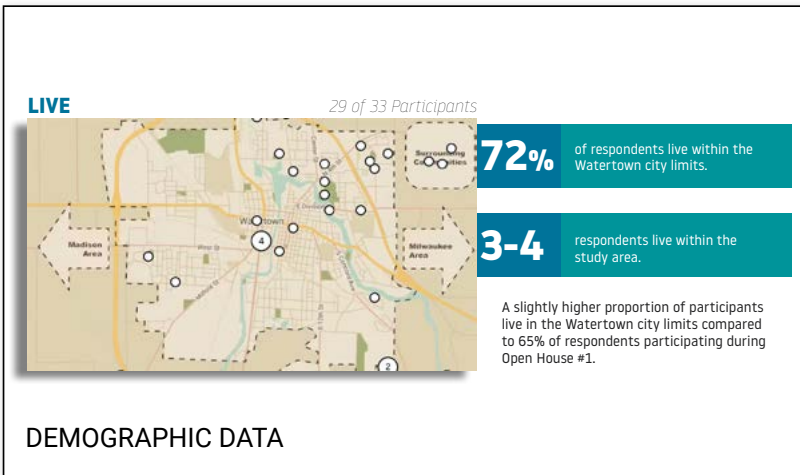 LIVE
29 of 33 Participants
Surrounding
Communities
Watertown
4
Madison
Area
Milwaukee
Area
West St
2
72%
of respondents live within the
Watertown city limits.
3-4
respondents live within the
study area.
A slightly higher proportion of participants
live in the Watertown city limits compared
to 65% of respondents participating during
Open House #1.
DEMOGRAPHIC DATA